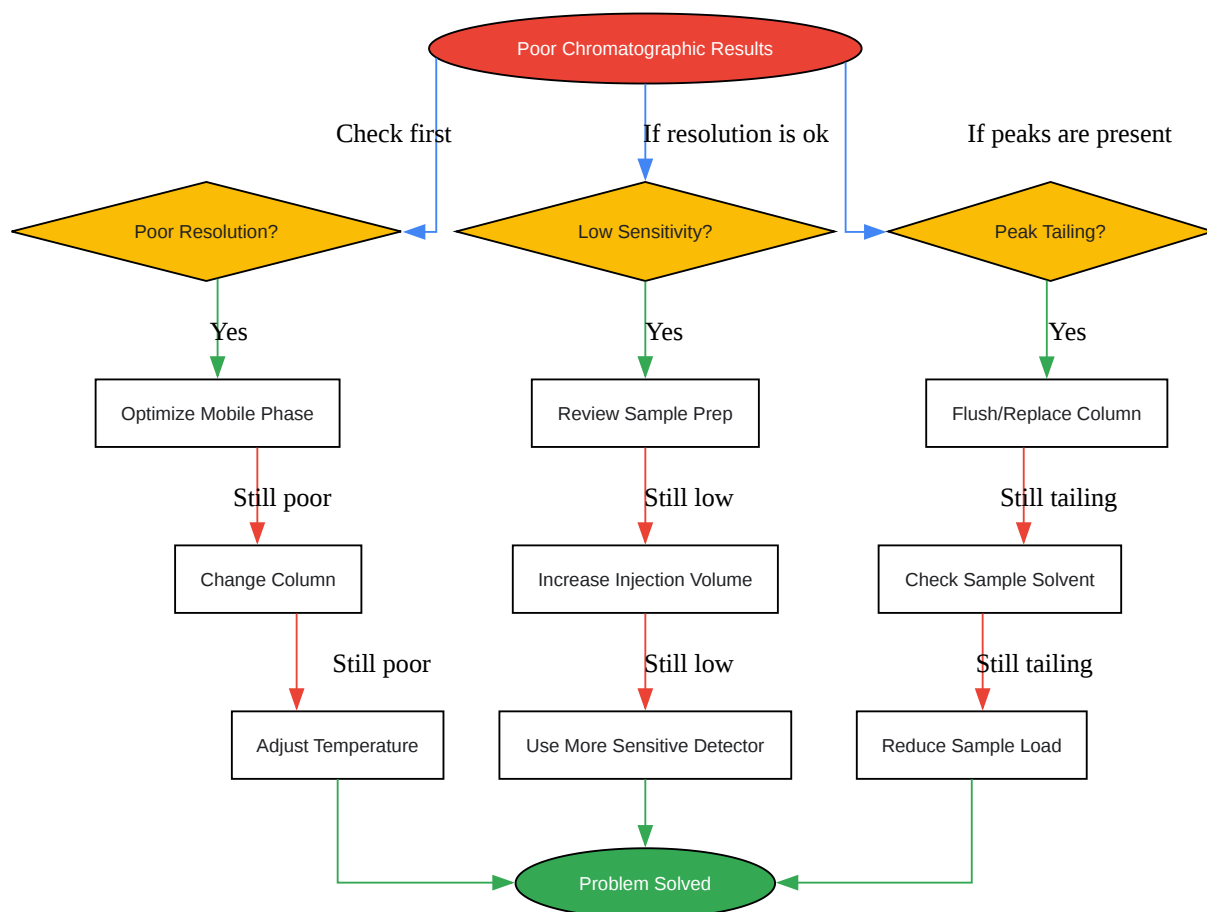 Poor Chromatographic Results
Check first
If resolution is ok
If peaks are present
Poor Resolution?
Low Sensitivity?
Peak Tailing?
Yes
Yes
Yes
Optimize Mobile Phase
Review Sample Prep
Flush/Replace Column
Still poor
Still low
Still tailing
Change Column
Increase Injection Volume
Check Sample Solvent
Still poor
Still low
Still tailing
Adjust Temperature
Use More Sensitive Detector
Reduce Sample Load
Problem Solved